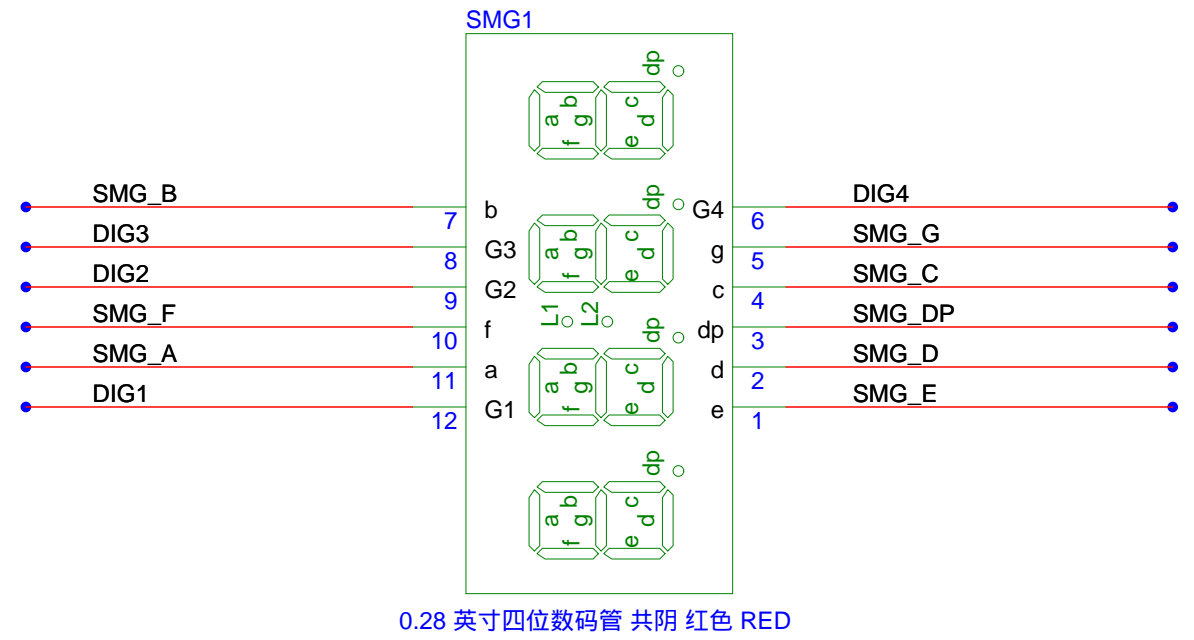 SMG1
dp
a b f g c d e
SMG_B
7
b
DIG3
8
G3
DIG2
9
G2
SMG_F
10
f
SMG_A
11
a
DIG1
12
G1
dp
a b f g c d e
L1 L2
dp
a b f g c d e
dp
a b f g c d e
G4
6
DIG4
g
5
SMG_G
c
4
SMG_C
dp
3
SMG_DP
d
2
SMG_D
e
1
SMG_E
0.28 英寸四位数码管 共阴 红色 RED